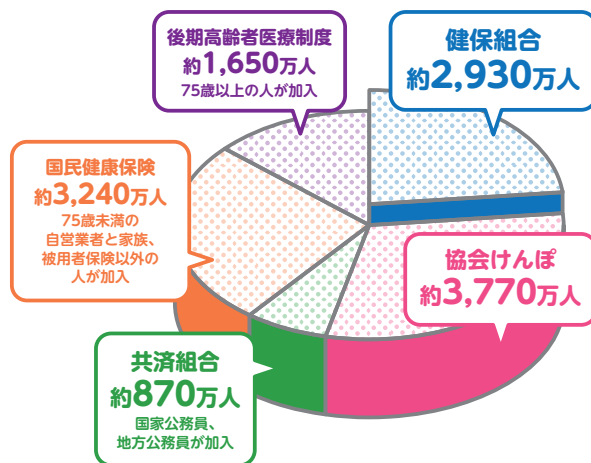 後期高齢者医療制度
約1,650万人
75歳以上の人が加入
健保組合
約2,930万人
国民健康保険
約3,240万人
75歳未満の
自営業者と家族、
被用者保険以外の
人が加入
協会けんぽ
約3,770万人
共済組合
約870万人
国家公務員、
地方公務員が加入